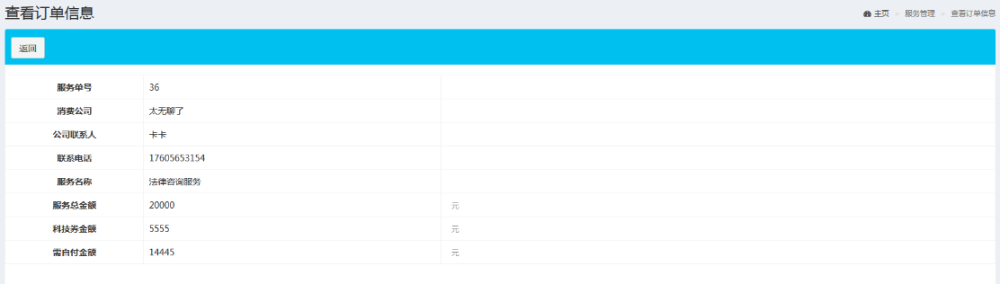 查看订单信息
主页 > 服务管理 > 查看订单信息
返回
服务单号 36
消费公司 太无聊了
公司联系人 卡卡
联系电话 17605653154
服务名称 法律咨询服务
服务总金额 20000 元
科技券金额 5555 元
需自付金额 14445 元